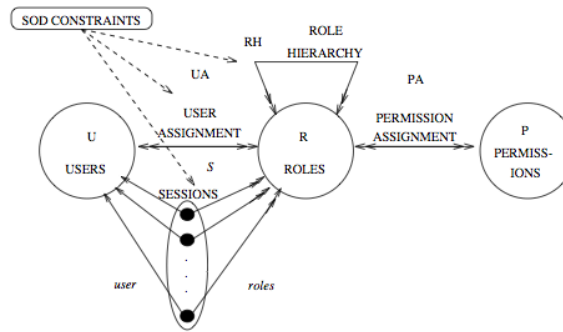 SOD CONSTRAINTS
RH
ROLE
HIERARCHY
UA
PA
USER
ASSIGNMENT
PERMISSION
ASSIGNMENT
U
USERS
R
ROLES
P
PERMISS-
IONS
S
SESSIONS
user
roles